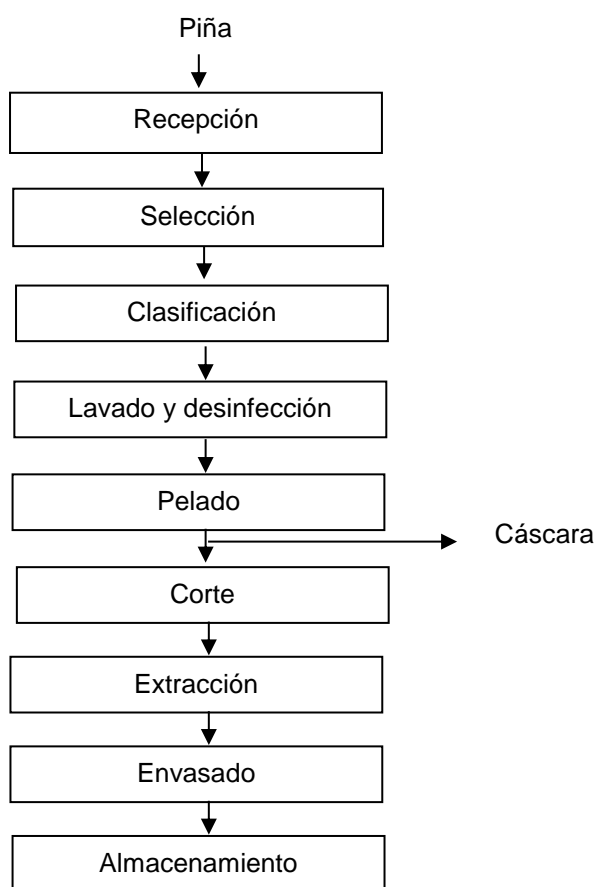 Piña
Recepción
Selección
Clasificación
Lavado y desinfección
Pelado
Cáscara
Corte
Extracción
Envasado
Almacenamiento